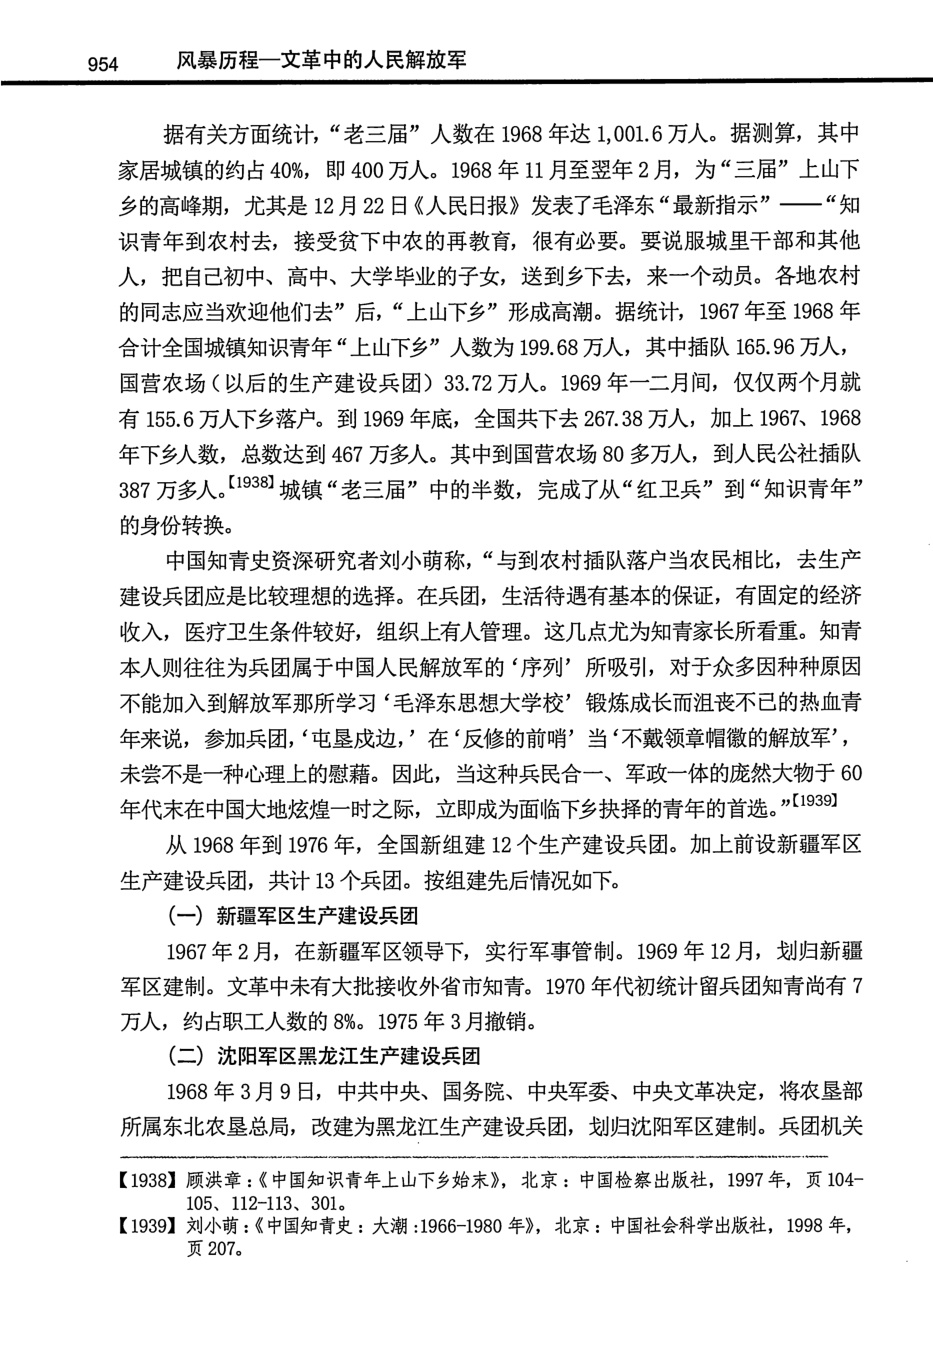 954 风暴历程—文革中的人民解放军
据有关方面统计，“老三届”人数在 1968 年达 1,001.6 万人。据测算，其中
家居城镇的约占 40%，即 400 万人。1968 年 11 月至翌年 2 月，为“三届”上山下
乡的高峰期，尤其是 12 月 22 日《人民日报》发表了毛泽东“最新指示”——“知
识青年到农村去，接受贫下中农的再教育，很有必要。要说服城里干部和其他
人，把自己初中、高中、大学毕业的子女，送到乡下去，来一个动员。各地农村
的同志应当欢迎他们去”后，“上山下乡”形成高潮。据统计，1967 年至 1968 年
合计全国城镇知识青年“上山下乡”人数为 199.68 万人，其中插队 165.96 万人，
国营农场（以后的生产建设兵团）33.72 万人。1969 年一二月间，仅仅两个月就
有 155.6 万人下乡落户。到 1969 年底，全国共下去 267.38 万人，加上 1967、1968
年下乡人数，总数达到 467 万多人。其中到国营农场 80 多万人，到人民公社插队
387 万多人。【1938】城镇“老三届”中的半数，完成了从“红卫兵”到“知识青年”
的身份转换。
中国知青史资深研究者刘小萌称，“与到农村插队落户当农民相比，去生产
建设兵团应是比较理想的选择。在兵团，生活待遇有基本的保证，有固定的经济
收入，医疗卫生条件较好，组织上有人管理。这几点尤为知青家长所看重。知青
本人则往往为兵团属于中国人民解放军的‘序列’所吸引，对于众多因种种原因
不能加入到解放军那所学习‘毛泽东思想大学校’锻炼成长而沮丧不已的热血青
年来说，参加兵团，‘屯垦戍边，’在‘反修的前哨’当‘不戴领章帽徽的解放军’，
未尝不是一种心理上的慰藉。因此，当这种兵民合一、军政一体的庞然大物于 60
年代末在中国大地炫煌一时之际，立即成为面临下乡抉择的青年的首选。”【1939】
从 1968 年到 1976 年，全国新组建 12 个生产建设兵团。加上前设新疆军区
生产建设兵团，共计 13 个兵团。按组建先后情况如下。
（一）新疆军区生产建设兵团
1967 年 2 月，在新疆军区领导下，实行军事管制。1969 年 12 月，划归新疆
军区建制。文革中未有大批接收外省市知青。1970 年代初统计留兵团知青尚有 7
万人，约占职工人数的 8%。1975 年 3 月撤销。
（二）沈阳军区黑龙江生产建设兵团
1968 年 3 月 9 日，中共中央、国务院、中央军委、中央文革决定，将农垦部
所属东北农垦总局，改建为黑龙江生产建设兵团，划归沈阳军区建制。兵团机关
【1938】顾洪章：《中国知识青年上山下乡始末》，北京：中国检察出版社，1997 年，页 104-
105、112-113、301。
【1939】刘小萌：《中国知青史：大潮:1966-1980 年》，北京：中国社会科学出版社，1998 年，
页 207。